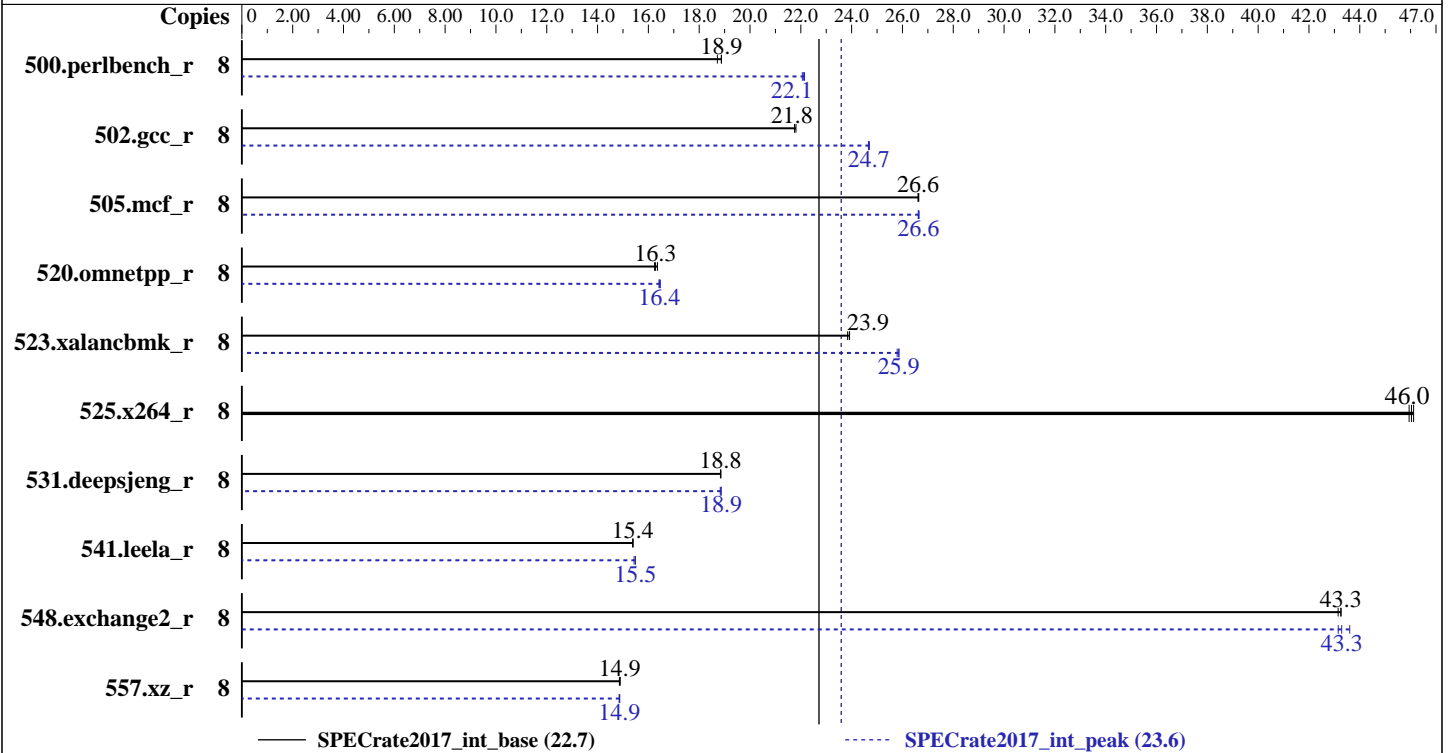 Copies 0 2.00 4.00 6.00 8.00 10.0 12.0 14.0 16.0 18.0 20.0 22.0 24.0 26.0 28.0 30.0 32.0 34.0 36.0 38.0 40.0 42.0 44.0 47.0
500.perlbench_r 8 18.9
22.1
502.gcc_r 8 21.8
24.7
505.mcf_r 8 26.6
26.6
520.omnetpp_r 8 16.3
16.4
523.xalancbmk_r 8 23.9
25.9
525.x264_r 8 46.0
531.deepsjeng_r 8 18.8
18.9
541.leela_r 8 15.4
15.5
548.exchange2_r 8 43.3
43.3
557.xz_r 8 14.9
14.9
SPECrate2017_int_base (22.7) SPECrate2017_int_peak (23.6)